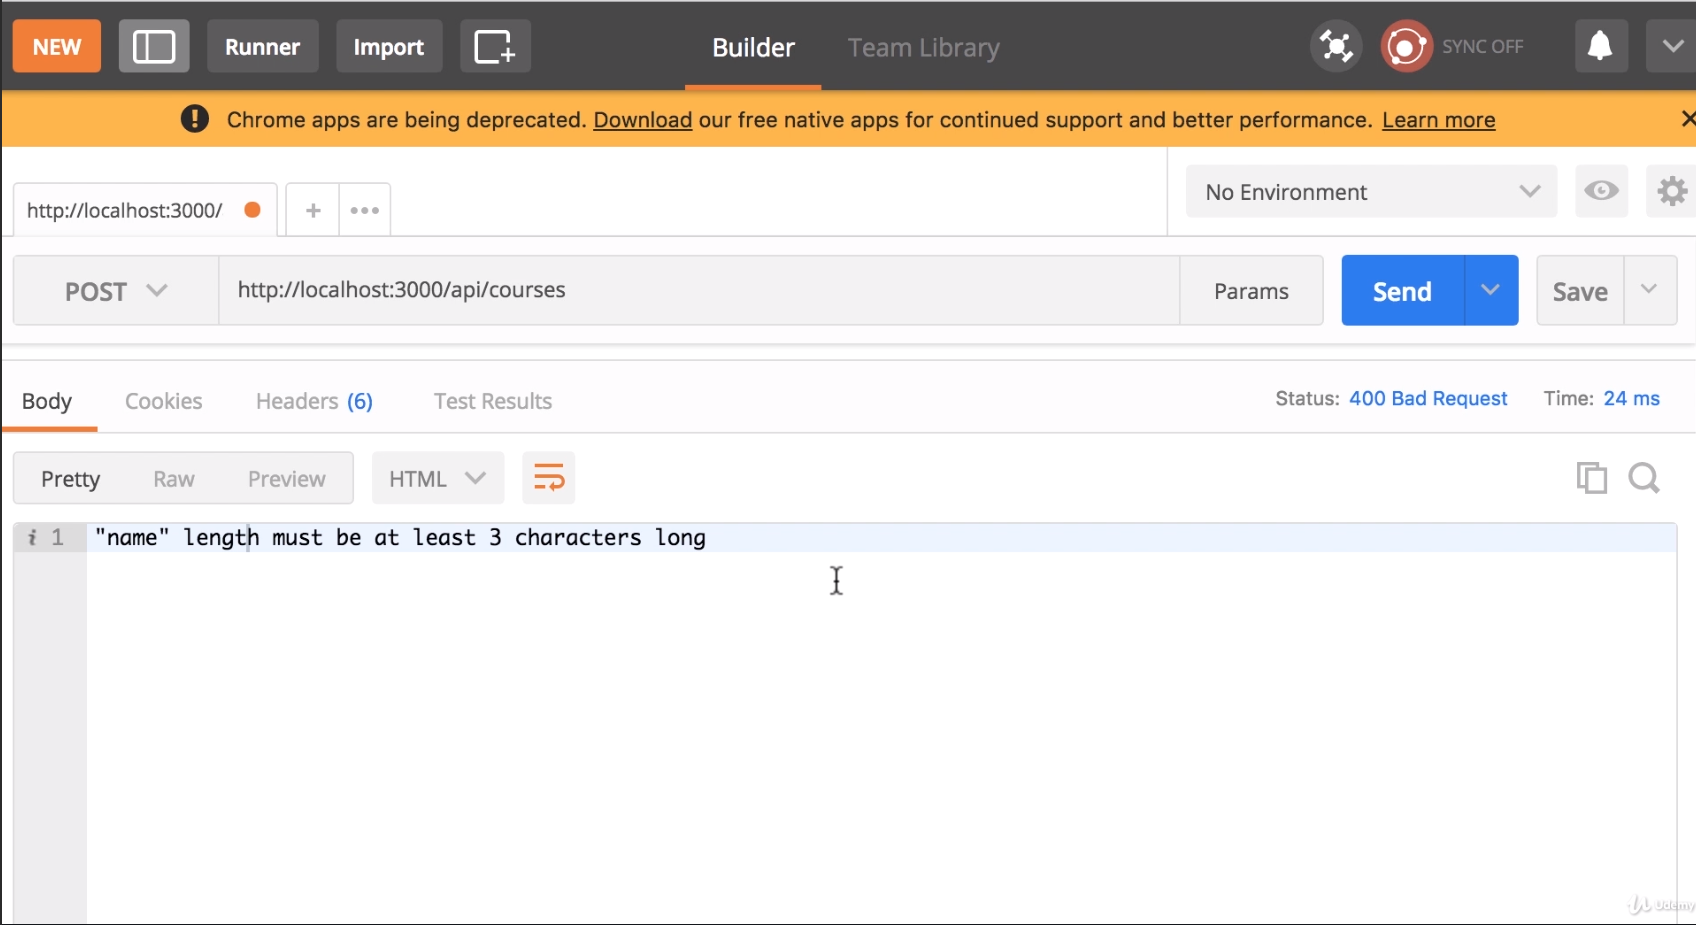 NEW Runner Import Builder Team Library SYNC OFF
Chrome apps are being deprecated. Download our free native apps for continued support and better performance. Learn more
http://localhost:3000/ No Environment
POST http://localhost:3000/api/courses Params Send Save
Body Cookies Headers (6) Test Results Status: 400 Bad Request Time: 24 ms
Pretty Raw Preview HTML
i 1 "name" length must be at least 3 characters long
Udemy